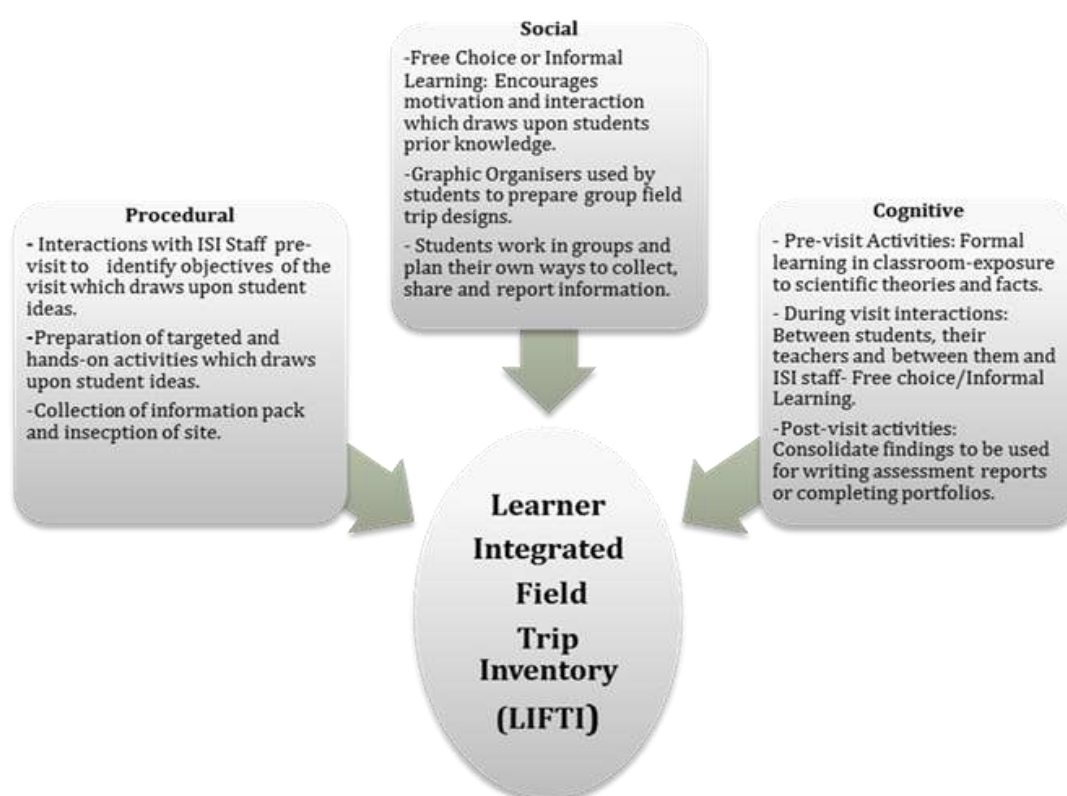 Social
-Free Choice or Informal
Learning: Encourages
motivation and interaction
which draws upon students
prior knowledge.
-Graphic Organisers used by
students to prepare group field
trip designs.
- Students work in groups and
plan their own ways to collect,
share and report information.
Procedural
- Interactions with ISI Staff pre-
visit to identify objectives of the
visit which draws upon student
ideas.
-Preparation of targeted and
hands-on activities which draws
upon student ideas.
-Collection of information pack
and insecption of site.
Cognitive
- Pre-visit Activities: Formal
learning in classroom-exposure
to scientific theories and facts.
- During visit interactions:
Between students, their
teachers and between them and
ISI staff- Free choice/Informal
Learning.
-Post-visit activities:
Consolidate findings to be used
for writing assessment reports
or completing portfolios.
Learner
Integrated
Field
Trip
Inventory
(LIFTI)